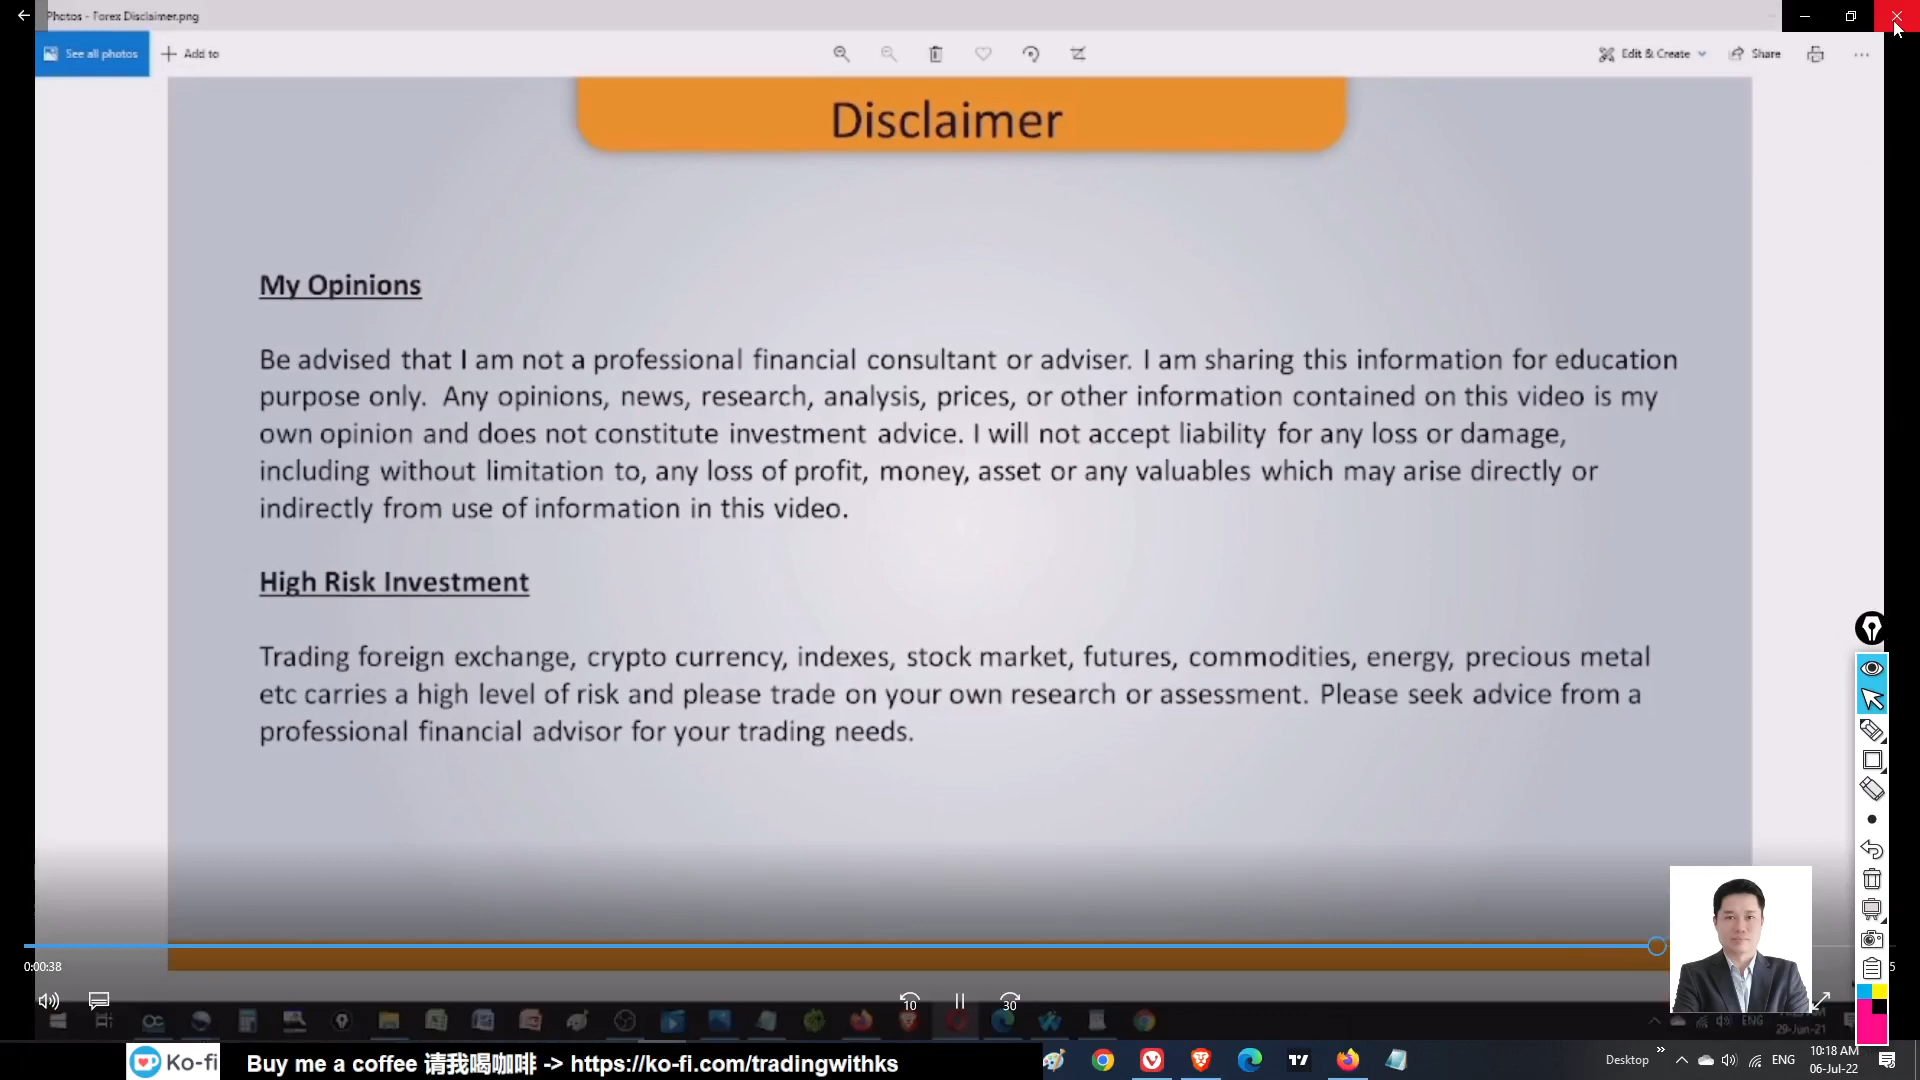 Photos - Forex Disclaimer.png
See all photos
Add to
Edit & Create
Share
Disclaimer
My Opinions
Be advised that I am not a professional financial consultant or adviser. I am sharing this information for education
purpose only.  Any opinions, news, research, analysis, prices, or other information contained on this video is my
own opinion and does not constitute investment advice. I will not accept liability for any loss or damage,
including without limitation to, any loss of profit, money, asset or any valuables which may arise directly or
indirectly from use of information in this video.
High Risk Investment
Trading foreign exchange, crypto currency, indexes, stock market, futures, commodities, energy, precious metal
etc carries a high level of risk and please trade on your own research or assessment. Please seek advice from a
professional financial advisor for your trading needs.
0:00:38
5
10
30
ENG
29-Jun-21
Ko-fi
Buy me a coffee 请我喝咖啡 -> https://ko-fi.com/tradingwithks
Desktop
ENG
10:18 AM
06-Jul-22